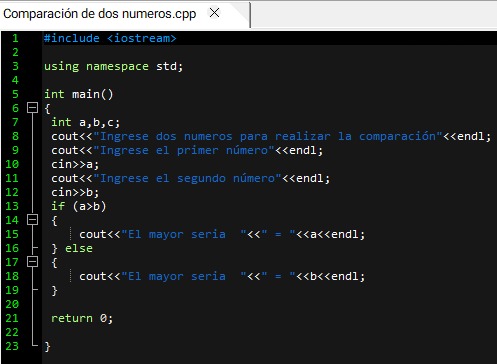 Comparación de dos numeros.cpp ×
1 #include <iostream>
2
3 using namespace std;
4
5 int main()
6 {
7 int a,b,c;
8 cout<<"Ingrese dos numeros para realizar la comparación"<<endl;
9 cout<<"Ingrese el primer número"<<endl;
10 cin>>a;
11 cout<<"Ingrese el segundo número"<<endl;
12 cin>>b;
13 if (a>b)
14 {
15 cout<<"El mayor seria  "<<" = "<<a<<endl;
16 } else
17 {
18 cout<<"El mayor seria  "<<" = "<<b<<endl;
19 }
20
21 return 0;
22
23 }